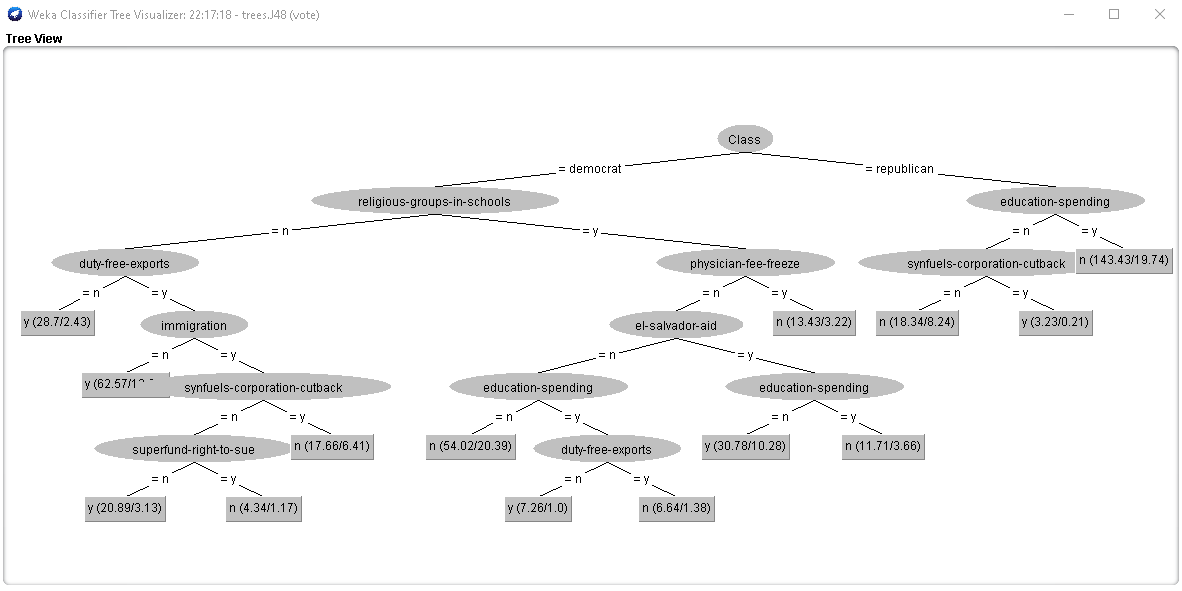 Weka Classifier Tree Visualizer: 22:17:18 - trees.J48 (vote)
Tree View
Class
= democrat
= republican
religious-groups-in-schools
education-spending
= n
= y
= n
= y
duty-free-exports
physician-fee-freeze
synfuels-corporation-cutback
n (143.43/19.74)
= n
= y
= n
= y
= n
= y
y (28.7/2.43)
immigration
el-salvador-aid
n (13.43/3.22)
n (18.34/8.24)
y (3.23/0.21)
= n
= y
= n
= y
y (62.57/
synfuels-corporation-cutback
education-spending
education-spending
= n
= y
= n
= y
= n
= y
superfund-right-to-sue
n (17.66/6.41)
n (54.02/20.39)
duty-free-exports
y (30.78/10.28)
n (11.71/3.66)
= n
= y
= n
= y
y (20.89/3.13)
n (4.34/1.17)
y (7.26/1.0)
n (6.64/1.38)